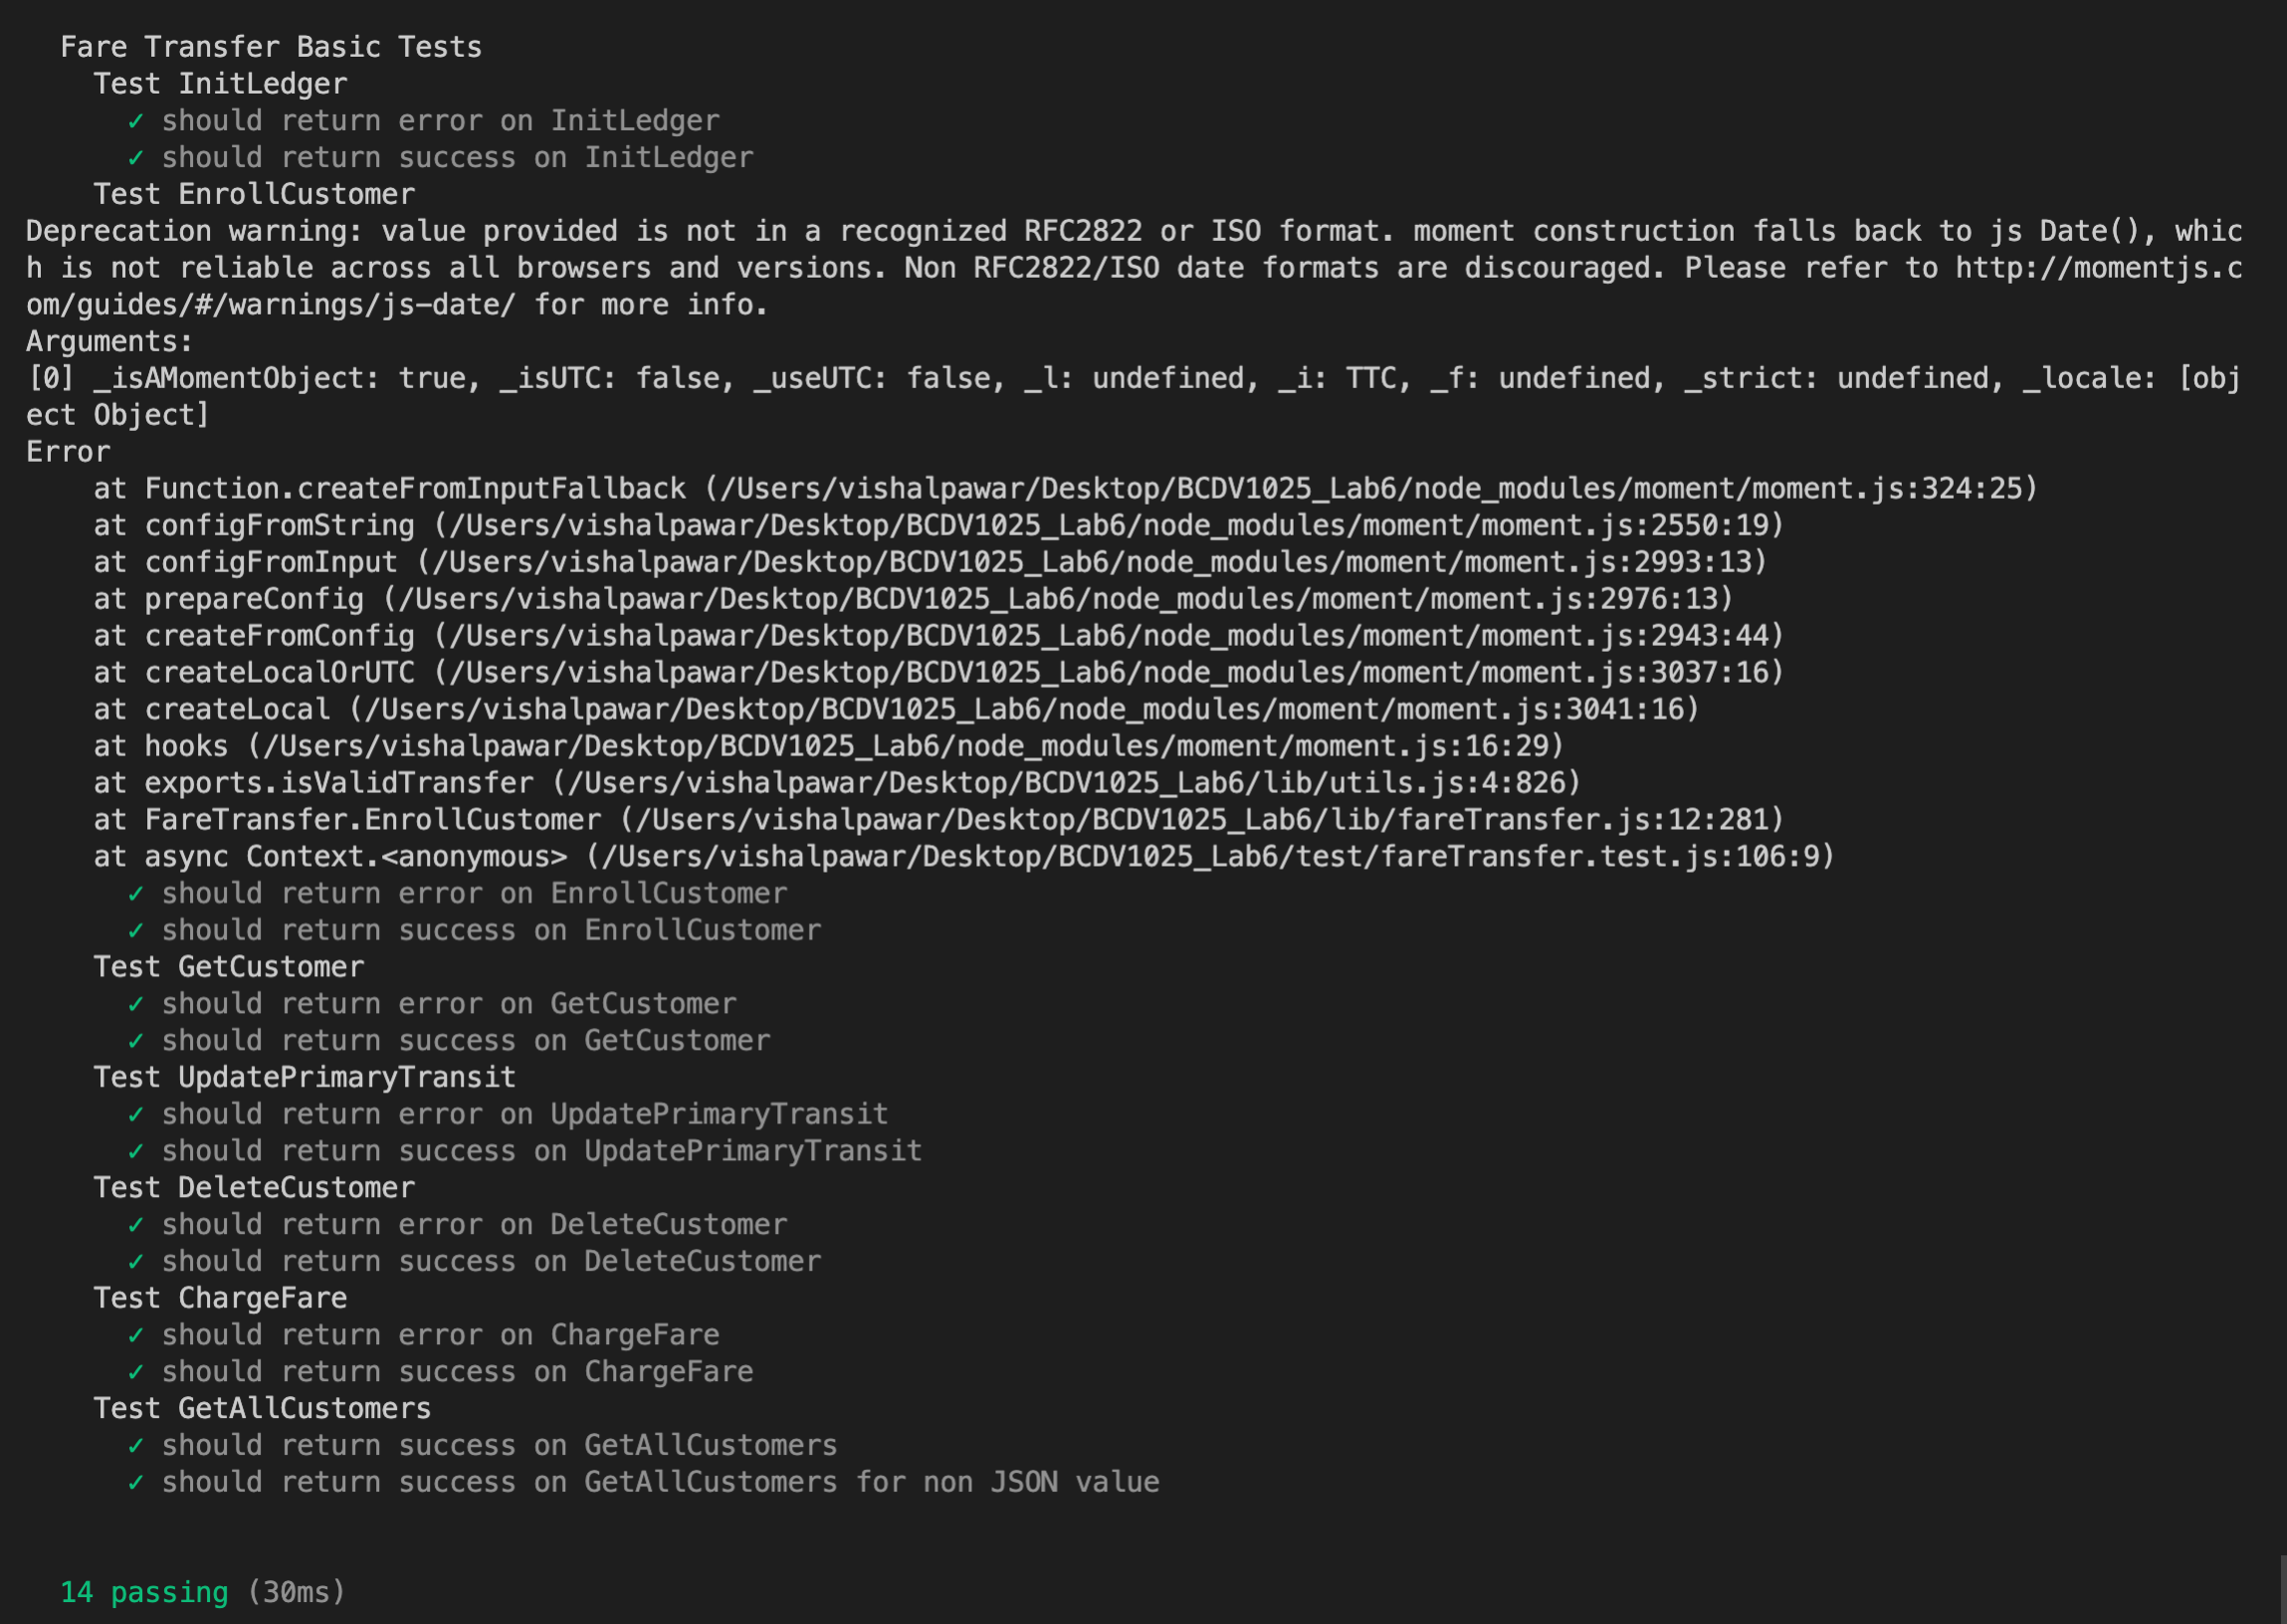 Fare Transfer Basic Tests
Test InitLedger
✓ should return error on InitLedger
✓ should return success on InitLedger
Test EnrollCustomer
Deprecation warning: value provided is not in a recognized RFC2822 or ISO format. moment construction falls back to js Date(), whic
h is not reliable across all browsers and versions. Non RFC2822/ISO date formats are discouraged. Please refer to http://momentjs.c
om/guides/#/warnings/js-date/ for more info.
Arguments:
[0] _isAMomentObject: true, _isUTC: false, _useUTC: false, _l: undefined, _i: TTC, _f: undefined, _strict: undefined, _locale: [obj
ect Object]
Error
at Function.createFromInputFallback (/Users/vishalpawar/Desktop/BCDV1025_Lab6/node_modules/moment/moment.js:324:25)
at configFromString (/Users/vishalpawar/Desktop/BCDV1025_Lab6/node_modules/moment/moment.js:2550:19)
at configFromInput (/Users/vishalpawar/Desktop/BCDV1025_Lab6/node_modules/moment/moment.js:2993:13)
at prepareConfig (/Users/vishalpawar/Desktop/BCDV1025_Lab6/node_modules/moment/moment.js:2976:13)
at createFromConfig (/Users/vishalpawar/Desktop/BCDV1025_Lab6/node_modules/moment/moment.js:2943:44)
at createLocalOrUTC (/Users/vishalpawar/Desktop/BCDV1025_Lab6/node_modules/moment/moment.js:3037:16)
at createLocal (/Users/vishalpawar/Desktop/BCDV1025_Lab6/node_modules/moment/moment.js:3041:16)
at hooks (/Users/vishalpawar/Desktop/BCDV1025_Lab6/node_modules/moment/moment.js:16:29)
at exports.isValidTransfer (/Users/vishalpawar/Desktop/BCDV1025_Lab6/lib/utils.js:4:826)
at FareTransfer.EnrollCustomer (/Users/vishalpawar/Desktop/BCDV1025_Lab6/lib/fareTransfer.js:12:281)
at async Context.<anonymous> (/Users/vishalpawar/Desktop/BCDV1025_Lab6/test/fareTransfer.test.js:106:9)
✓ should return error on EnrollCustomer
✓ should return success on EnrollCustomer
Test GetCustomer
✓ should return error on GetCustomer
✓ should return success on GetCustomer
Test UpdatePrimaryTransit
✓ should return error on UpdatePrimaryTransit
✓ should return success on UpdatePrimaryTransit
Test DeleteCustomer
✓ should return error on DeleteCustomer
✓ should return success on DeleteCustomer
Test ChargeFare
✓ should return error on ChargeFare
✓ should return success on ChargeFare
Test GetAllCustomers
✓ should return success on GetAllCustomers
✓ should return success on GetAllCustomers for non JSON value
14 passing (30ms)